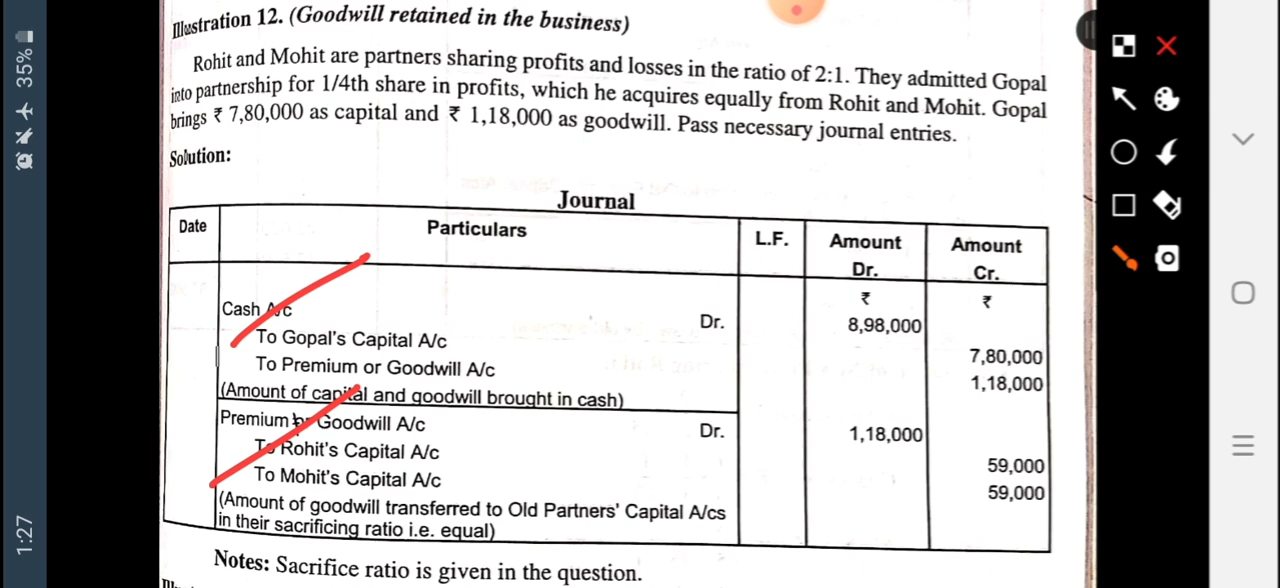 Illustration 12. (Goodwill retained in the business)
Rohit and Mohit are partners sharing profits and losses in the ratio of 2:1. They admitted Gopal
into partnership for 1/4th share in profits, which he acquires equally from Rohit and Mohit. Gopal
brings ₹ 7,80,000 as capital and ₹ 1,18,000 as goodwill. Pass necessary journal entries.
Solution:
Journal
Date Particulars L.F. Amount Dr. Amount Cr.
₹ ₹
Cash A/c Dr. 8,98,000
To Gopal's Capital A/c 7,80,000
To Premium or Goodwill A/c 1,18,000
(Amount of capital and goodwill brought in cash)
Premium or Goodwill A/c Dr. 1,18,000
To Rohit's Capital A/c 59,000
To Mohit's Capital A/c 59,000
(Amount of goodwill transferred to Old Partners' Capital A/cs
in their sacrificing ratio i.e. equal)
Notes: Sacrifice ratio is given in the question.
35%
1:27